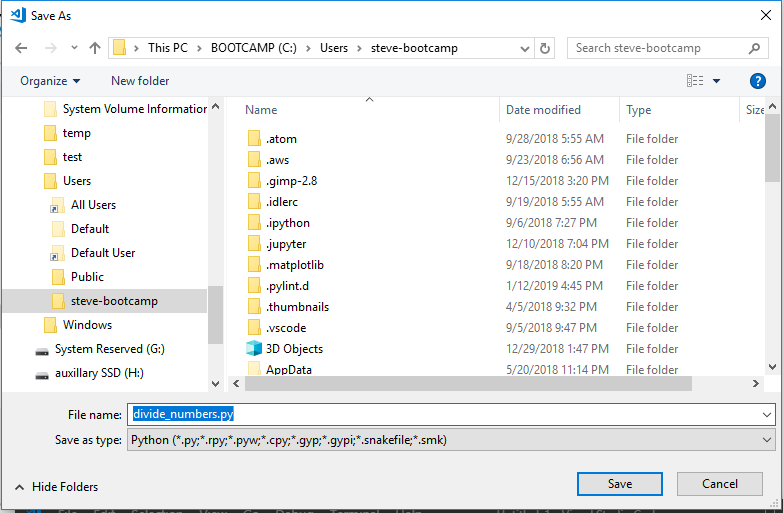 Save As
This PC > BOOTCAMP (C:) > Users > steve-bootcamp
Search steve-bootcamp
Organize
New folder
?
System Volume Information
temp
test
Users
All Users
Default
Default User
Public
steve-bootcamp
Windows
System Reserved (G:)
auxillary SSD (H:)
Name Date modified Type Size
.atom 9/28/2018 5:55 AM File folder
.aws 9/23/2018 6:56 AM File folder
.gimp-2.8 12/15/2018 3:20 PM File folder
.idlerc 9/19/2018 5:55 AM File folder
.ipython 9/6/2018 7:27 PM File folder
.jupyter 12/10/2018 7:04 PM File folder
.matplotlib 9/18/2018 8:20 PM File folder
.pylint.d 1/12/2019 4:45 PM File folder
.thumbnails 4/5/2018 9:32 PM File folder
.vscode 9/5/2018 9:47 PM File folder
3D Objects 12/29/2018 1:47 PM File folder
AppData 5/20/2018 11:14 PM File folder
File name: divide_numbers.py
Save as type: Python (*.py;*.rpy;*.pyw;*.cpy;*.gyp;*.gypi;*.snakefile;*.smk)
Hide Folders
Save
Cancel